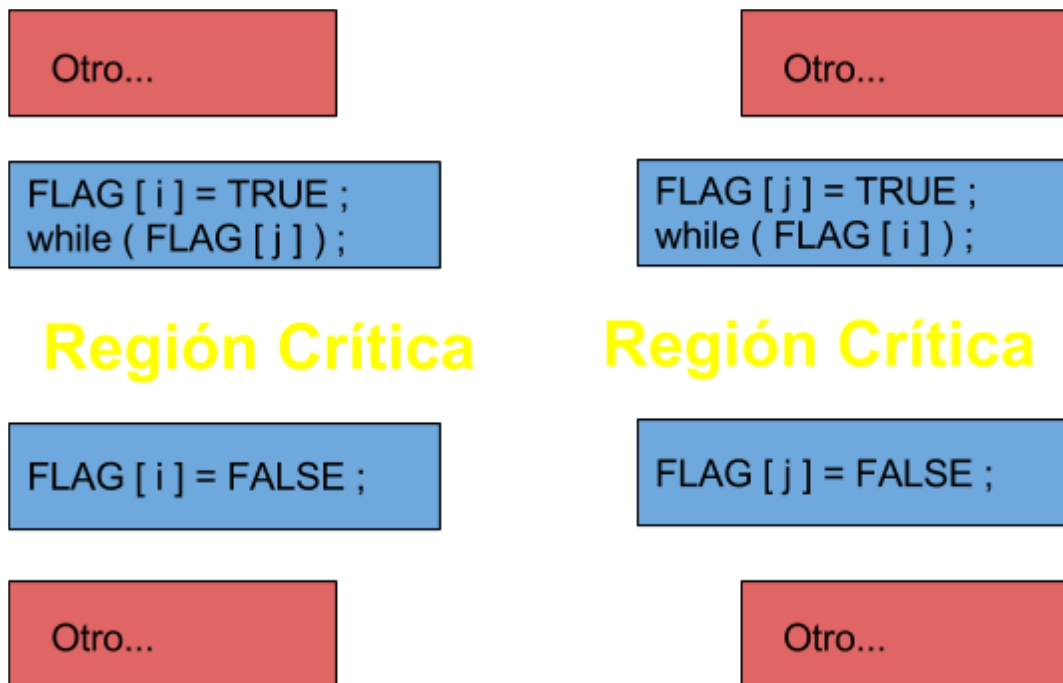 Otro...
Otro...
FLAG [ i ] = TRUE ;
while ( FLAG [ j ] ) ;
FLAG [ j ] = TRUE ;
while ( FLAG [ i ] ) ;
Región Crítica
Región Crítica
FLAG [ i ] = FALSE ;
FLAG [ j ] = FALSE ;
Otro...
Otro...